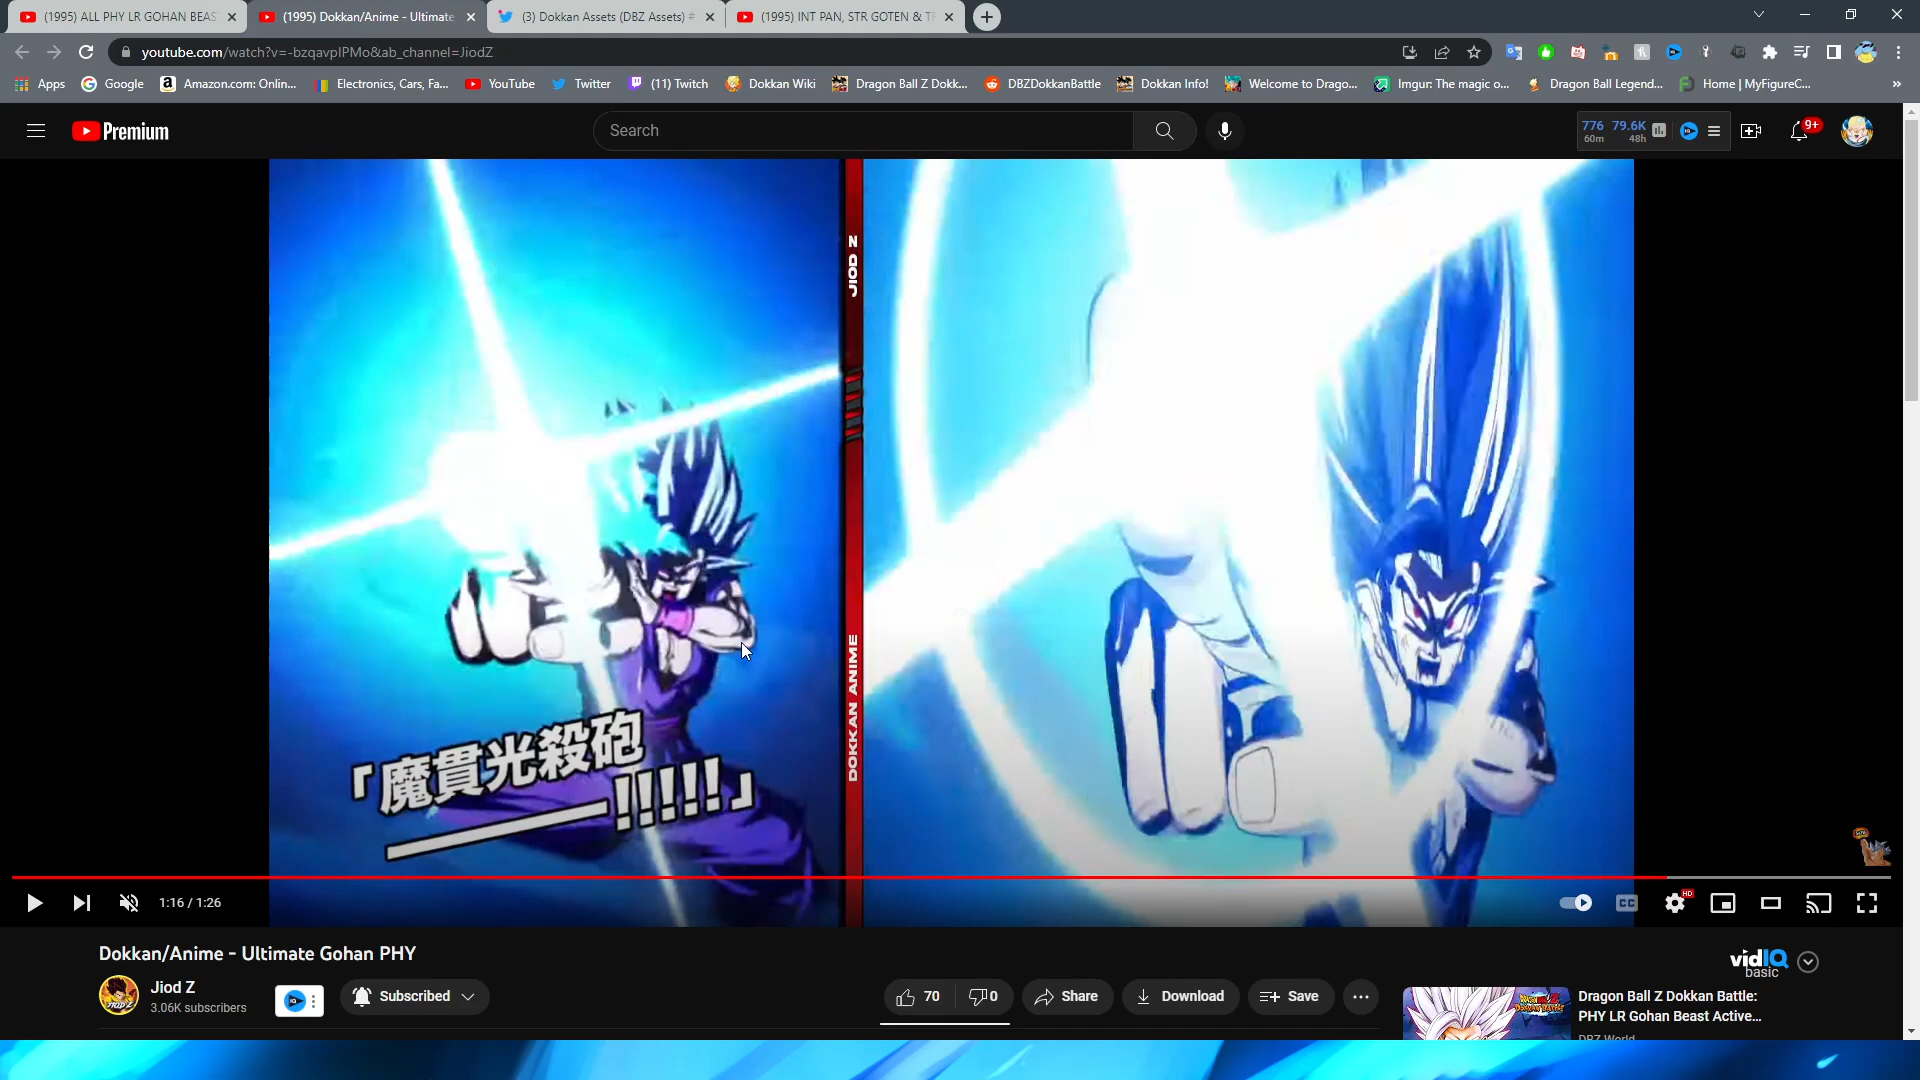 (1995) ALL PHY LR GOHAN BEAS
(1995) Dokkan/Anime - Ultimate
(3) Dokkan Assets (DBZ Assets) #
(1995) INT PAN, STR GOTEN & T
youtube.com/watch?v=-bzqavpIPMo&ab_channel=JiodZ
Apps
Google
Amazon.com: Onlin...
Electronics, Cars, Fa...
YouTube
Twitter
(11) Twitch
Dokkan Wiki
Dragon Ball Z Dokk...
DBZDokkanBattle
Dokkan Info!
Welcome to Drago...
Imgur: The magic o...
Dragon Ball Legend...
Home | MyFigureC...
»
Premium
Search
776 79.6K
60m 48h
9+
JIOD Z
DOKKAN ANIME
「魔貫光殺砲
――――!!!!!」
1:16 / 1:26
CC
HD
Dokkan/Anime - Ultimate Gohan PHY
Jiod Z
3.06K subscribers
Subscribed
70
0
Share
Download
Save
vidIQ
basic
Dragon Ball Z Dokkan Battle:
PHY LR Gohan Beast Active...
DBZ World